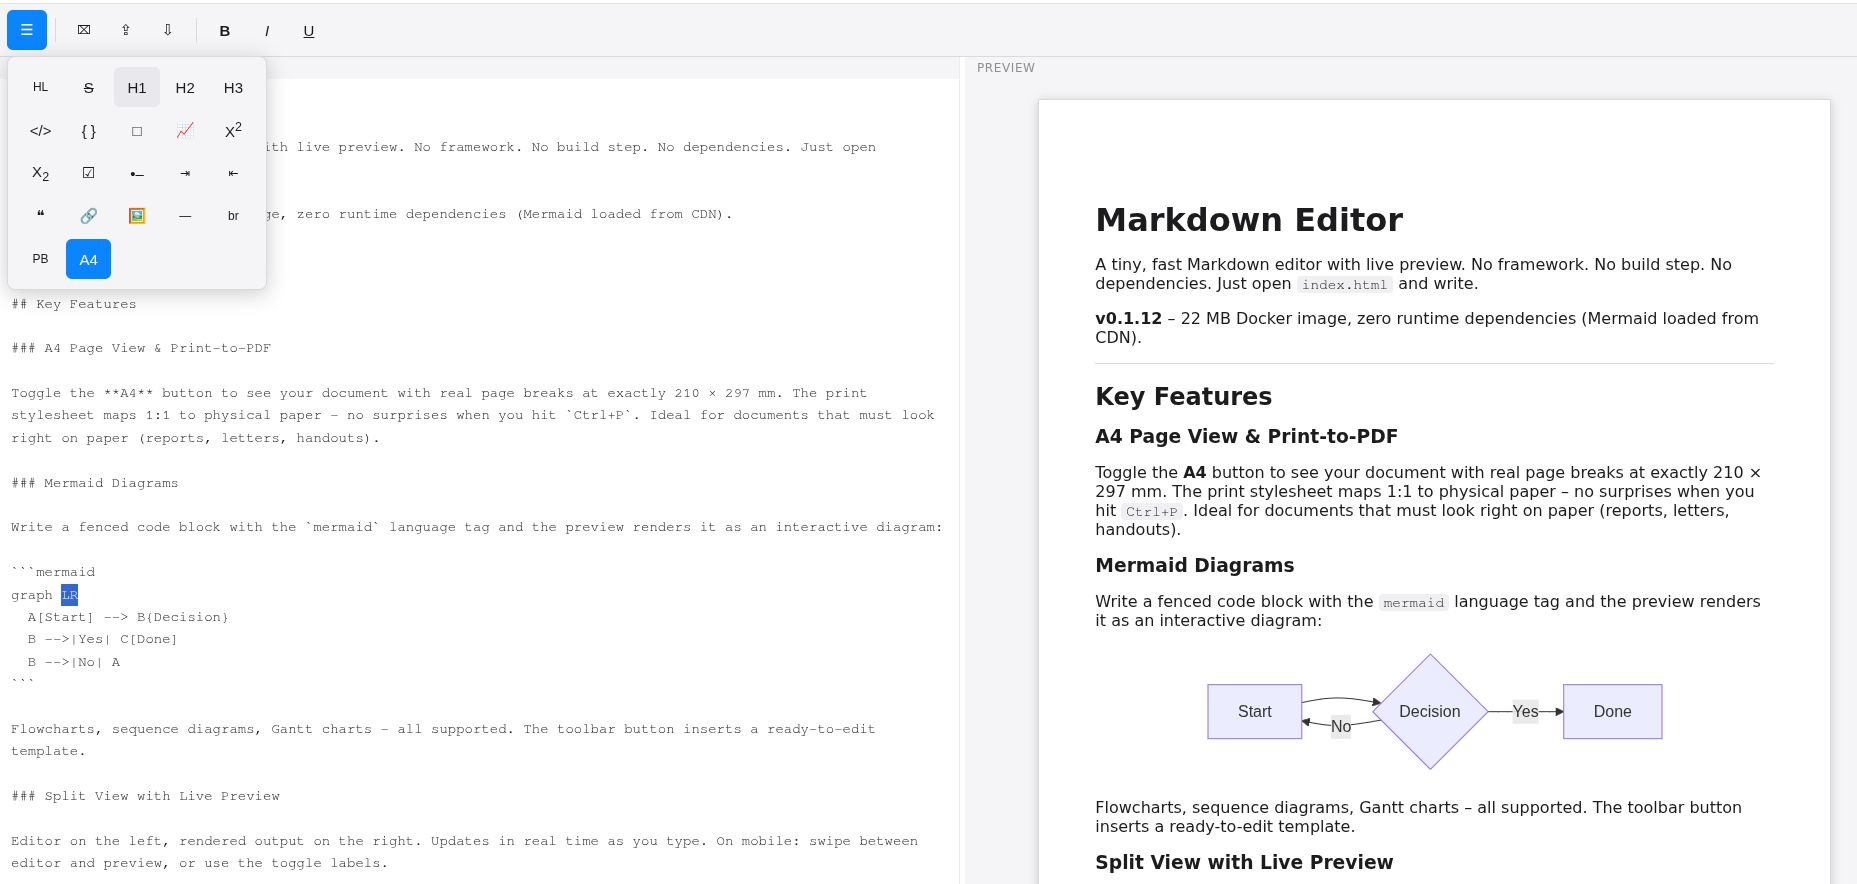 ☰ ⌧ ⇪ ⇩ B I U
HL S H1 H2 H3
</> { } □ 📈 X2
X2 ☑ •– ⇥ ⇤
❝ 🔗 🖼️ — br
PB A4
ith live preview. No framework. No build step. No dependencies. Just open
ge, zero runtime dependencies (Mermaid loaded from CDN).
## Key Features
### A4 Page View & Print-to-PDF
Toggle the **A4** button to see your document with real page breaks at exactly 210 × 297 mm. The print
stylesheet maps 1:1 to physical paper – no surprises when you hit `Ctrl+P`. Ideal for documents that must look
right on paper (reports, letters, handouts).
### Mermaid Diagrams
Write a fenced code block with the `mermaid` language tag and the preview renders it as an interactive diagram:
```mermaid
graph LR
  A[Start] --> B{Decision}
  B -->|Yes| C[Done]
  B -->|No| A
```
Flowcharts, sequence diagrams, Gantt charts – all supported. The toolbar button inserts a ready-to-edit
template.
### Split View with Live Preview
Editor on the left, rendered output on the right. Updates in real time as you type. On mobile: swipe between
editor and preview, or use the toggle labels.
PREVIEW
Markdown Editor
A tiny, fast Markdown editor with live preview. No framework. No build step. No
dependencies. Just open index.html and write.
v0.1.12 – 22 MB Docker image, zero runtime dependencies (Mermaid loaded from
CDN).
Key Features
A4 Page View & Print-to-PDF
Toggle the A4 button to see your document with real page breaks at exactly 210 ×
297 mm. The print stylesheet maps 1:1 to physical paper – no surprises when you
hit Ctrl+P. Ideal for documents that must look right on paper (reports, letters,
handouts).
Mermaid Diagrams
Write a fenced code block with the mermaid language tag and the preview renders
it as an interactive diagram:
Start
Decision
Yes
Done
No
Flowcharts, sequence diagrams, Gantt charts – all supported. The toolbar button
inserts a ready-to-edit template.
Split View with Live Preview